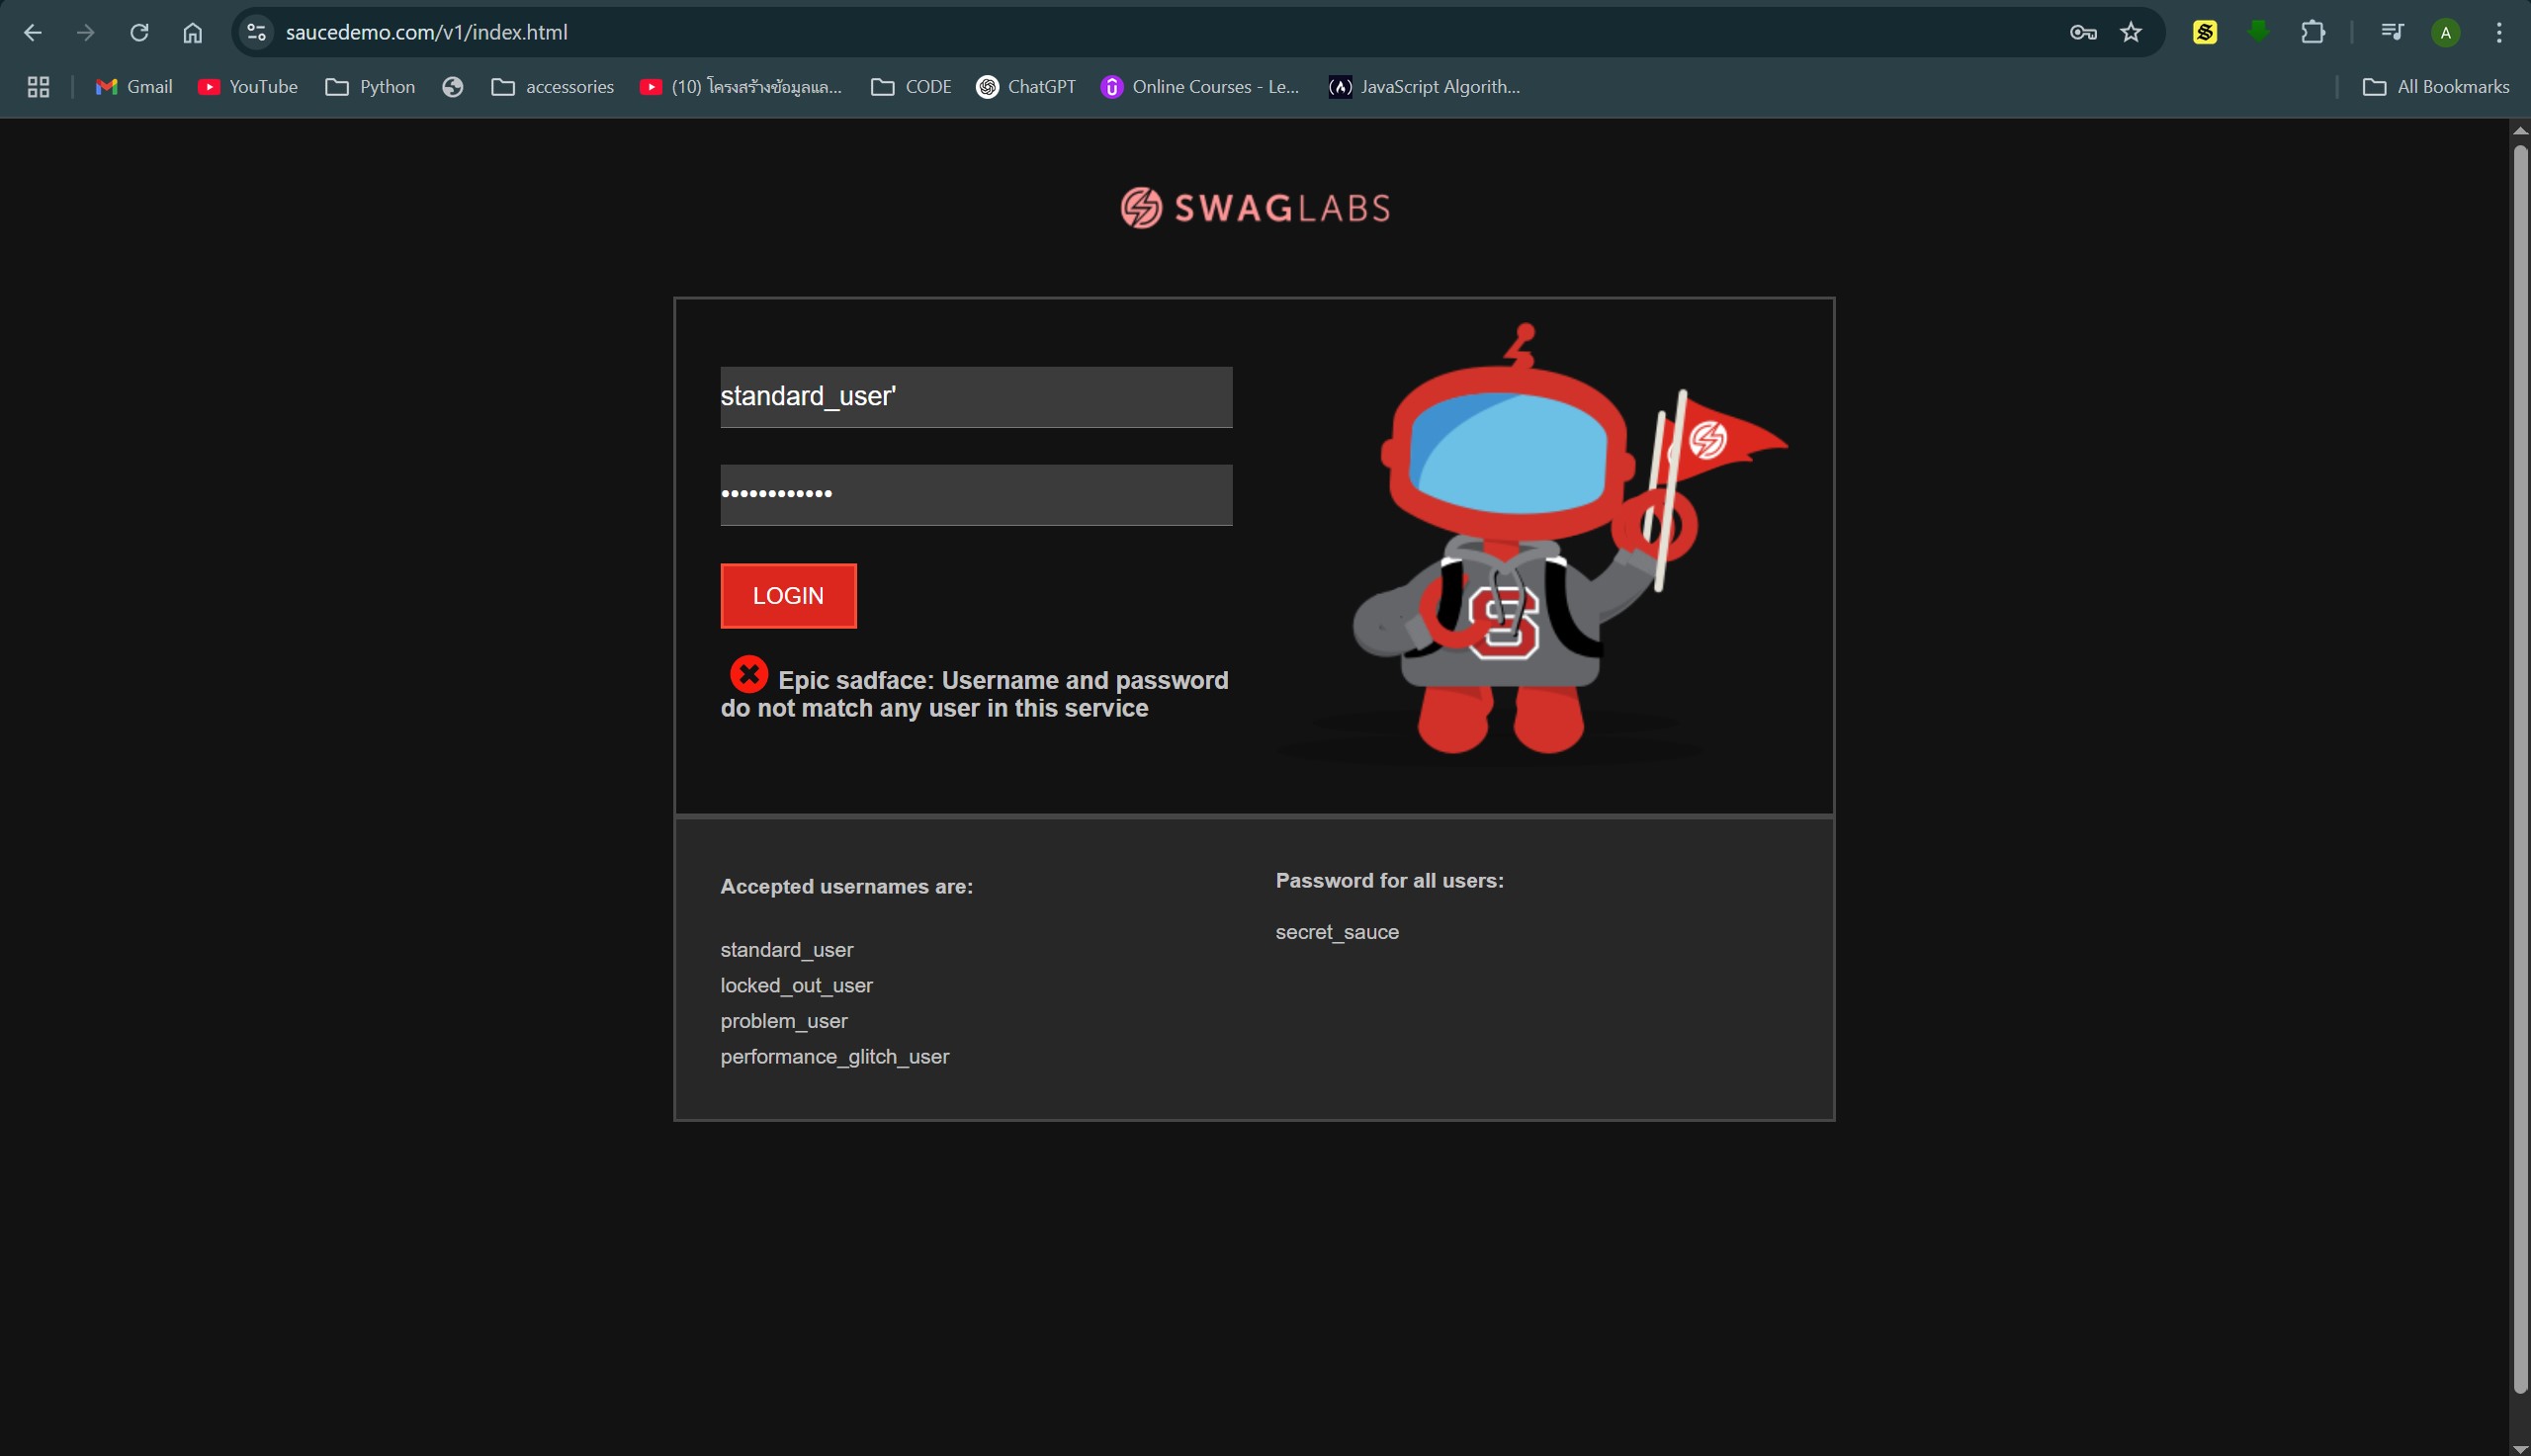 saucedemo.com/v1/index.html
A
Gmail
YouTube
Python
accessories
(10) โครงสร้างข้อมูลแล...
CODE
ChatGPT
Online Courses - Le...
JavaScript Algorith...
All Bookmarks
SWAGLABS
standard_user'
••••••••••••
LOGIN
Epic sadface: Username and password
do not match any user in this service
S
Accepted usernames are:
standard_user
locked_out_user
problem_user
performance_glitch_user
Password for all users:
secret_sauce